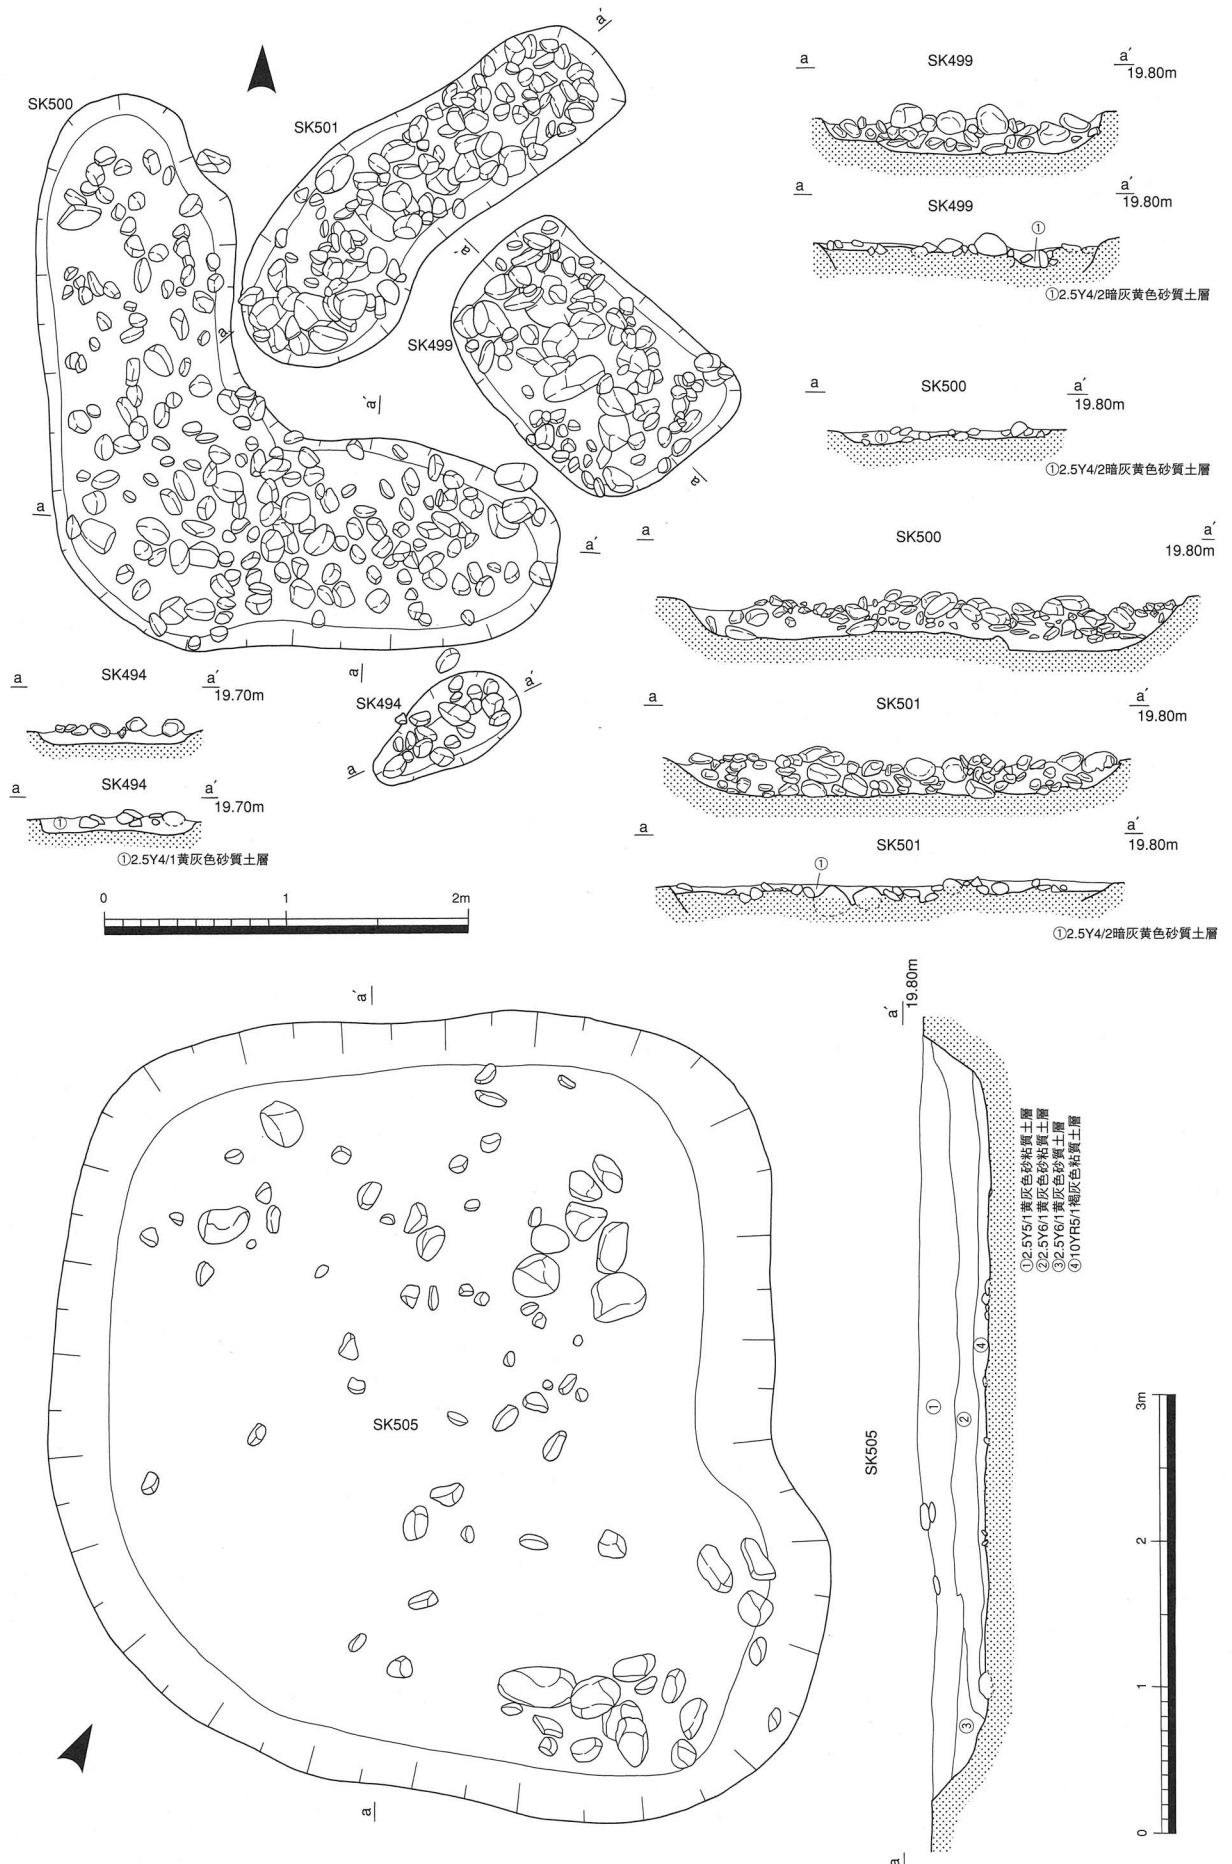 SK500
SK501
a'
a'
SK499
a
a'
a
a
a'
a
a'
SK494
a
a'
a
SK499
a'
19.80m
a
SK499
a'
19.80m
①
①2.5Y4/2暗灰黄色砂質土層
a
SK500
a'
19.80m
①
①2.5Y4/2暗灰黄色砂質土層
a
SK500
a'
19.80m
a
SK501
a'
19.80m
a
SK501
a'
19.80m
①
①2.5Y4/2暗灰黄色砂質土層
a
SK494
a'
19.70m
a
SK494
a'
19.70m
①
①2.5Y4/1黄灰色砂質土層
0 1 2m
a'
SK505
a
a'
19.80m
①
②
③
④
SK505
a
①2.5Y5/1黄灰色砂粘質土層
②2.5Y6/1黄灰色砂粘質土層
③2.5Y6/1黄灰色砂質土層
④10YR5/1褐灰色粘質土層
0 1 2 3m